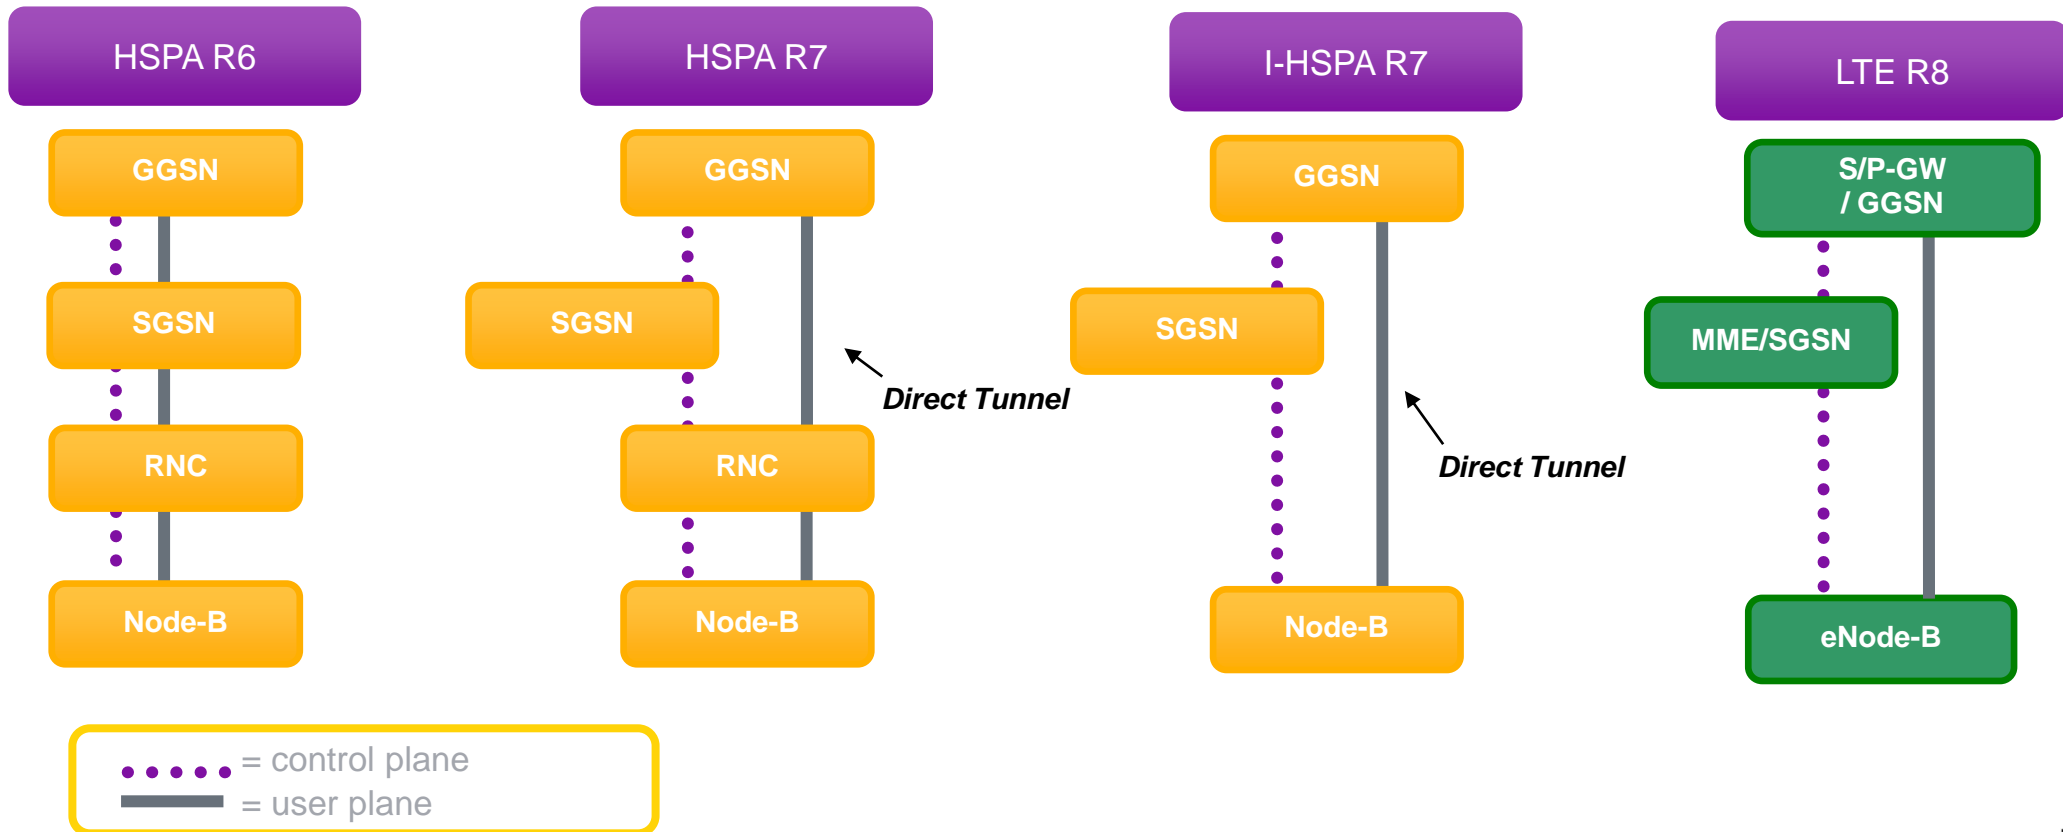 HSPA R6
HSPA R7
I-HSPA R7
LTE R8
GGSN
GGSN
GGSN
S/P-GW
/ GGSN
SGSN
SGSN
SGSN
MME/SGSN
Direct Tunnel
Direct Tunnel
RNC
RNC
Node-B
Node-B
Node-B
eNode-B
= control plane
= user plane